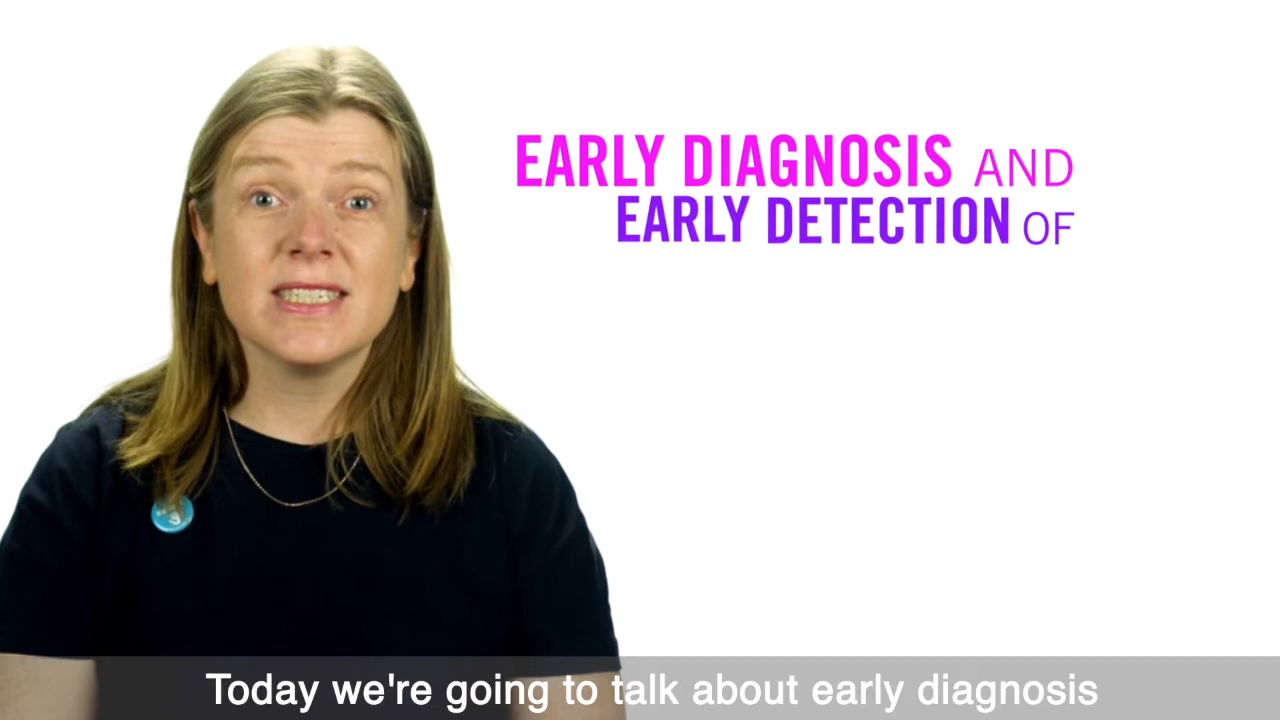 EARLY DIAGNOSIS AND
EARLY DETECTION OF
Today we're going to talk about early diagnosis